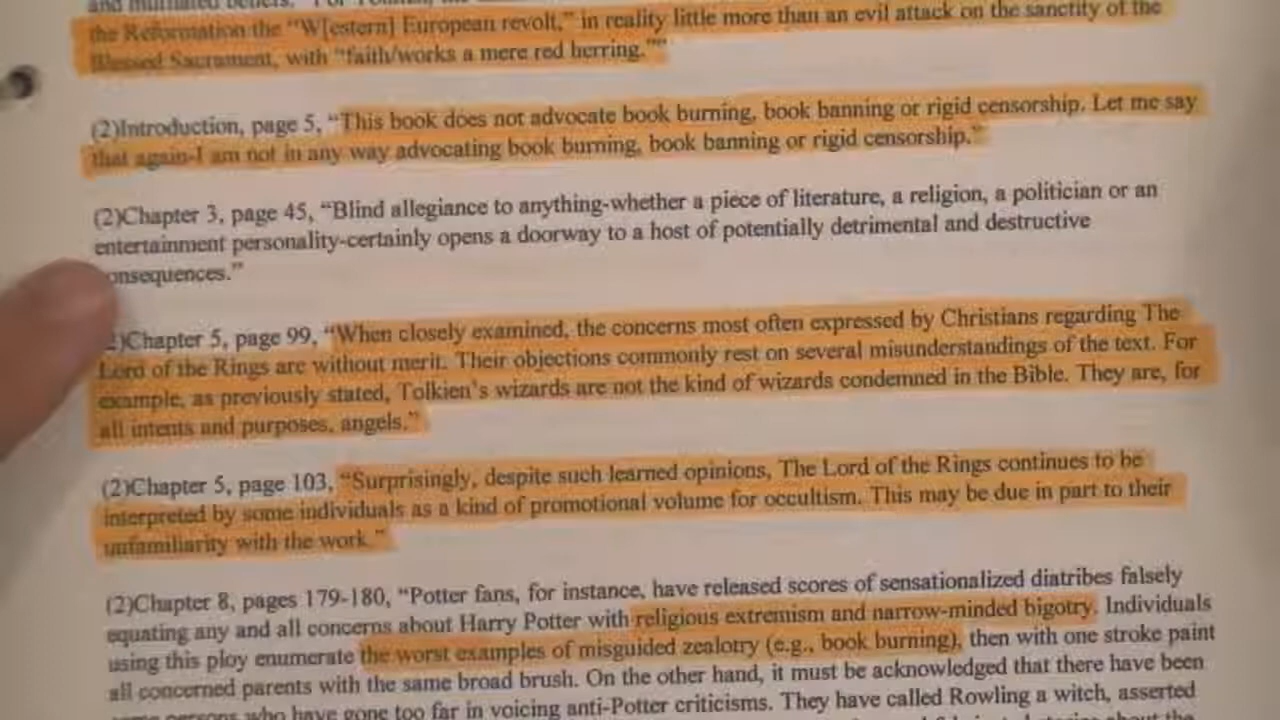 the Reformation the “W[estern] European revolt,” in reality little more than an evil attack on the sanctity of the
Blessed Sacrament, with “faith/works a mere red herring.””
(2)Introduction, page 5, “This book does not advocate book burning, book banning or rigid censorship. Let me say
that again-I am not in any way advocating book burning, book banning or rigid censorship.”
(2)Chapter 3, page 45, “Blind allegiance to anything-whether a piece of literature, a religion, a politician or an
entertainment personality-certainly opens a doorway to a host of potentially detrimental and destructive
onsequences.”
)Chapter 5, page 99, “When closely examined, the concerns most often expressed by Christians regarding The
Lord of the Rings are without merit. Their objections commonly rest on several misunderstandings of the text. For
example, as previously stated, Tolkien’s wizards are not the kind of wizards condemned in the Bible. They are, for
all intents and purposes, angels.”
(2)Chapter 5, page 103, “Surprisingly, despite such learned opinions, The Lord of the Rings continues to be
interpreted by some individuals as a kind of promotional volume for occultism. This may be due in part to their
unfamiliarity with the work.”
(2)Chapter 8, pages 179-180, “Potter fans, for instance, have released scores of sensationalized diatribes falsely
equating any and all concerns about Harry Potter with religious extremism and narrow-minded bigotry. Individuals
using this ploy enumerate the worst examples of misguided zealotry (e.g., book burning), then with one stroke paint
all concerned parents with the same broad brush. On the other hand, it must be acknowledged that there have been
persons who have gone too far in voicing anti-Potter criticisms. They have called Rowling a witch, asserted